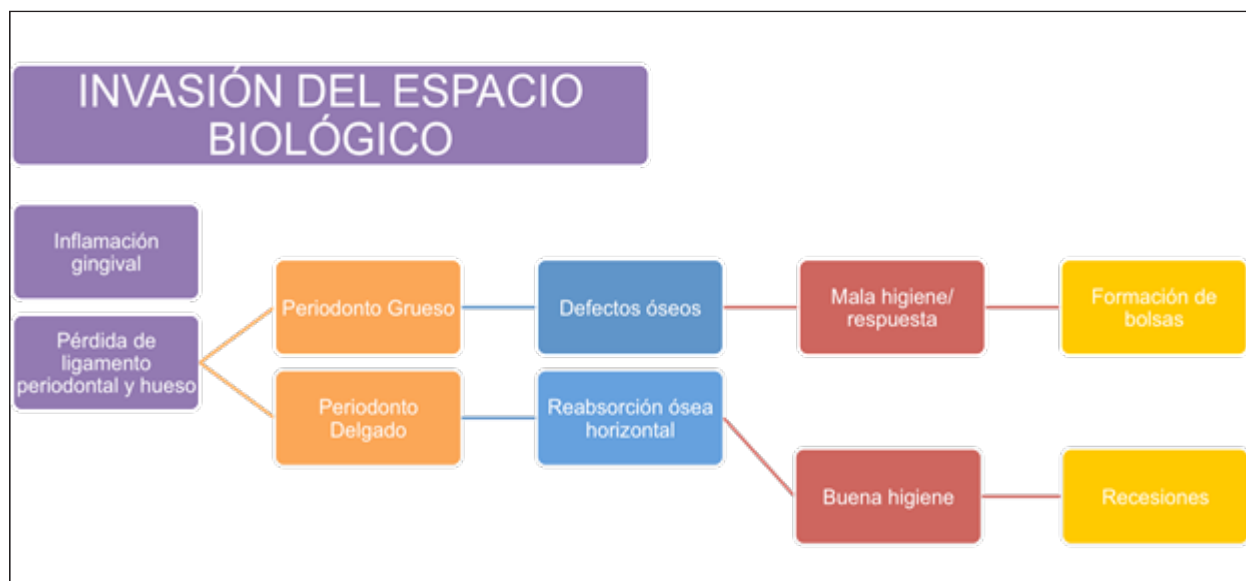 INVASIÓN DEL ESPACIO
BIOLÓGICO
Inflamación
gingival
Pérdida de
ligamento
periodontal y hueso
Periodonto Grueso
Defectos óseos
Mala higiene/
respuesta
Formación de
bolsas
Periodonto
Delgado
Reabsorción ósea
horizontal
Buena higiene
Recesiones